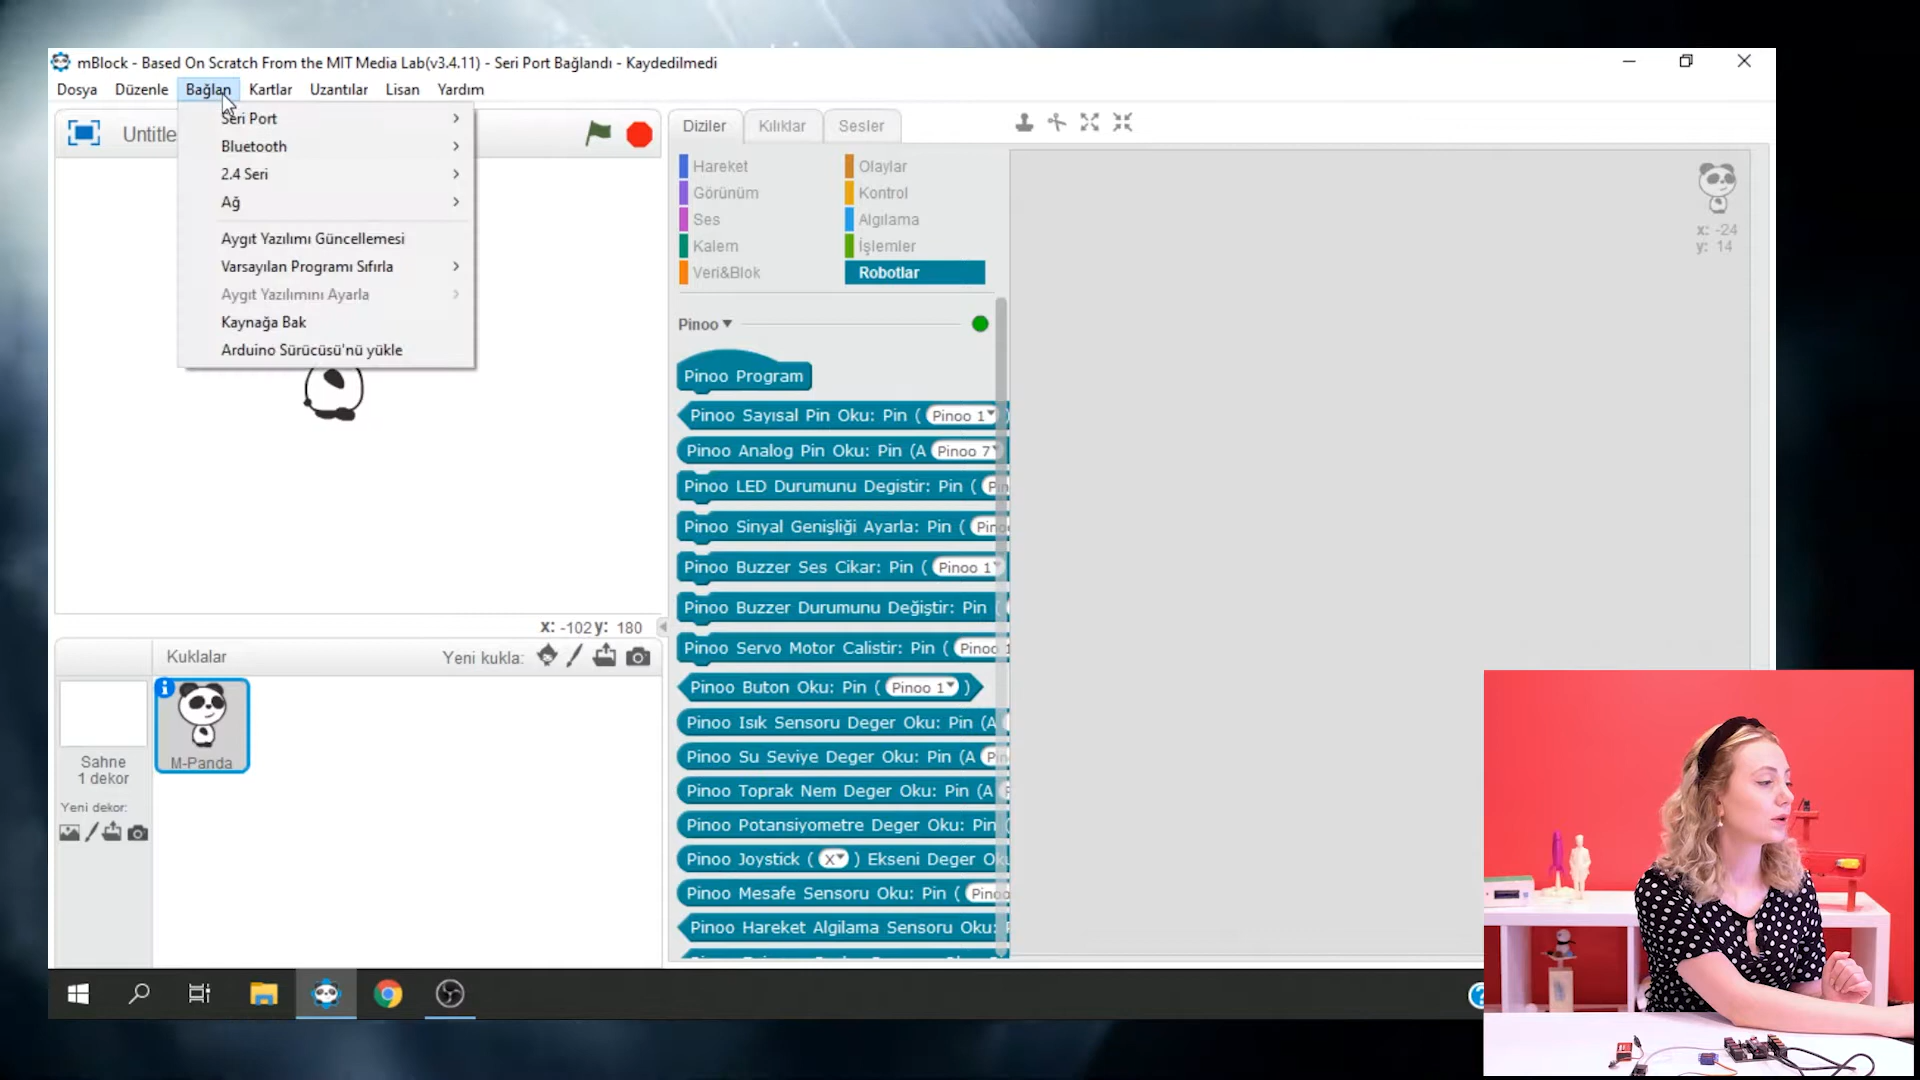 mBlock - Based On Scratch From the MIT Media Lab(v3.4.11) - Seri Port Bağlandı - Kaydedilmedi
Dosya Düzenle Bağlan Kartlar Uzantılar Lisan Yardım
Seri Port
Bluetooth
2.4 Seri
Ağ
Aygıt Yazılımı Güncellemesi
Varsayılan Programı Sıfırla
Aygıt Yazılımını Ayarla
Kaynağa Bak
Arduino Sürücüsü'nü yükle
Diziler Kılıklar Sesler
Hareket Olaylar
Görünüm Kontrol
Ses Algılama
Kalem İşlemler
Veri&Blok Robotlar
Pinoo
Pinoo Program
Pinoo Sayısal Pin Oku: Pin ( Pinoo 1
Pinoo Analog Pin Oku: Pin (A Pinoo 7
Pinoo LED Durumunu Degistir: Pin (
Pinoo Sinyal Genişliği Ayarla: Pin (
Pinoo Buzzer Ses Cikar: Pin ( Pinoo 1
Pinoo Buzzer Durumunu Değiştir: Pin (
Pinoo Servo Motor Calistir: Pin ( Pinoo
Pinoo Buton Oku: Pin ( Pinoo 1 )
Pinoo Isık Sensoru Deger Oku: Pin (A
Pinoo Su Seviye Deger Oku: Pin (A
Pinoo Toprak Nem Deger Oku: Pin (A
Pinoo Potansiyometre Deger Oku: Pin
Pinoo Joystick ( X ) Ekseni Deger
Pinoo Mesafe Sensoru Oku: Pin (
Pinoo Hareket Algilama Sensoru Oku:
x: -24
y: 14
x: -102 y: 180
Kuklalar Yeni kukla:
M-Panda
Sahne
1 dekor
Yeni dekor: